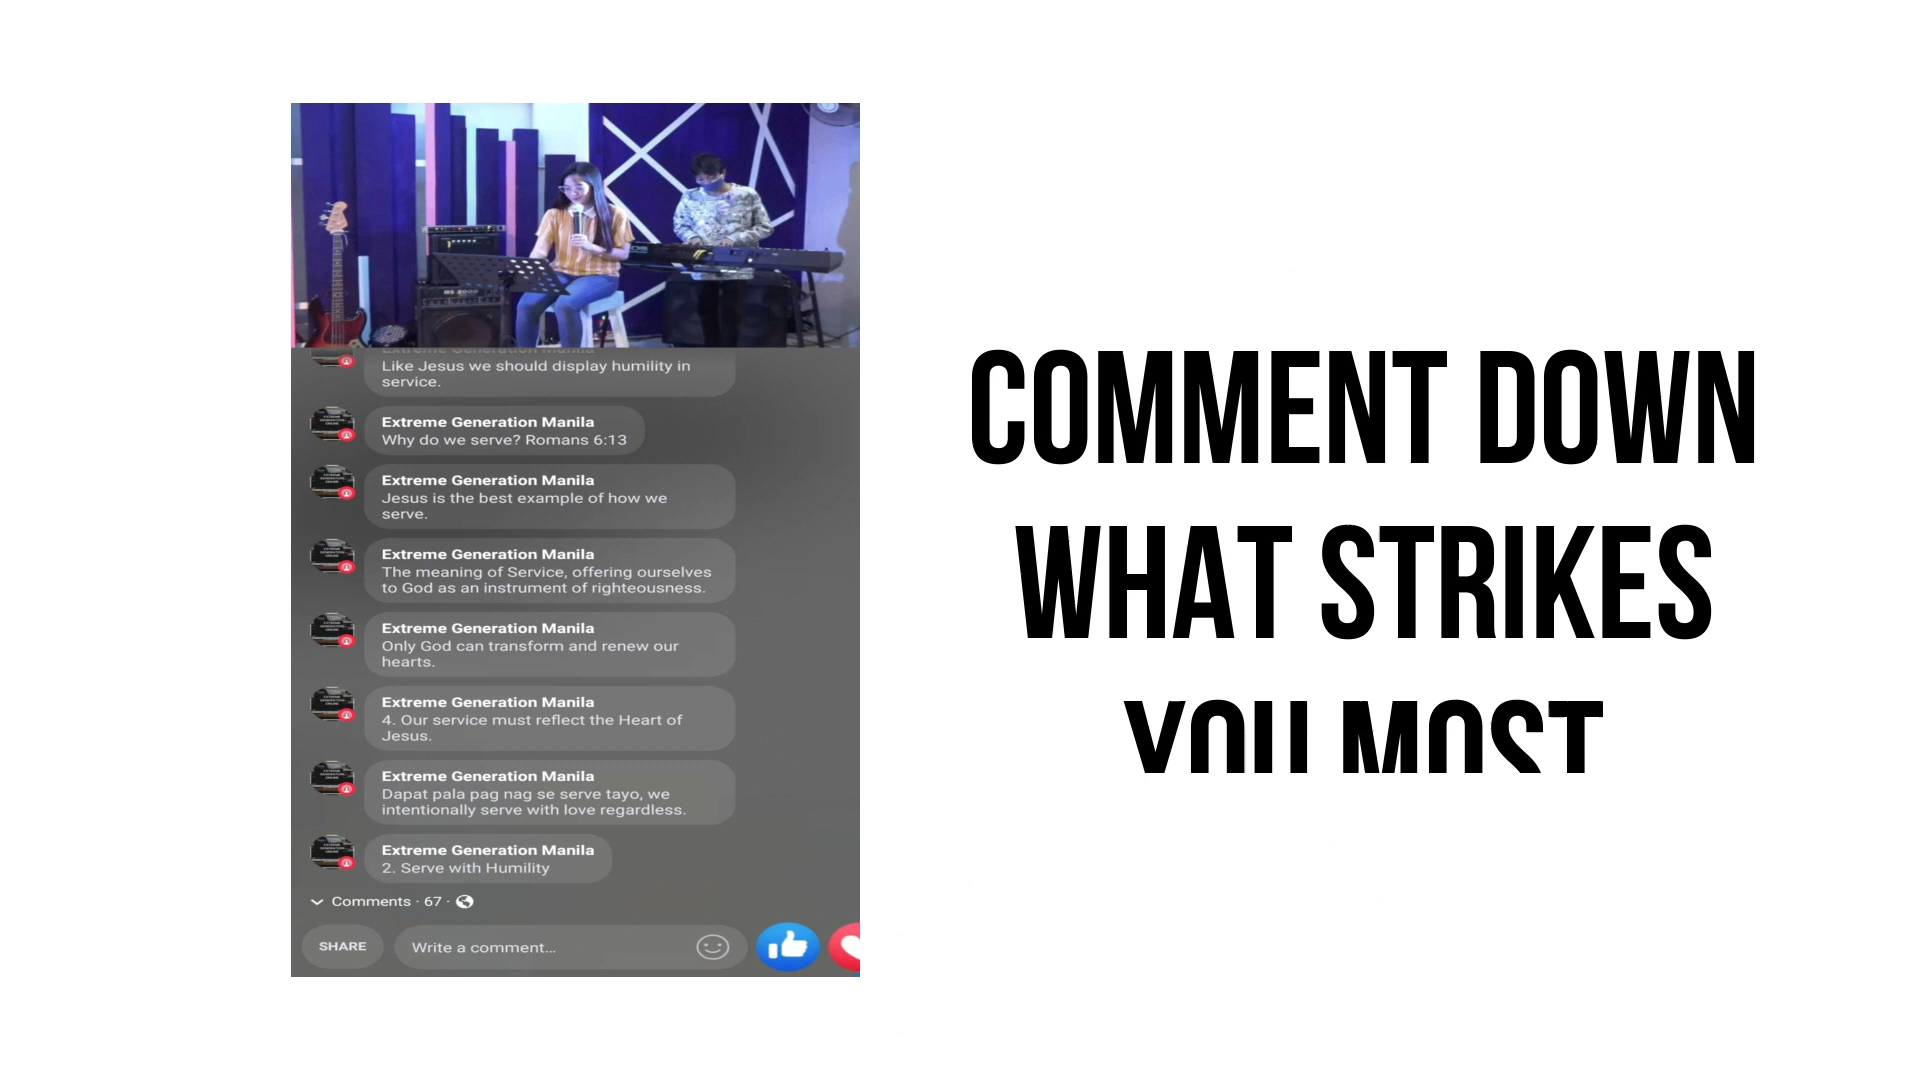 Extreme Generation Manila
Like Jesus we should display humility in
service.
Extreme Generation Manila
Why do we serve? Romans 6:13
Extreme Generation Manila
Jesus is the best example of how we
serve.
Extreme Generation Manila
The meaning of Service, offering ourselves
to God as an instrument of righteousness.
Extreme Generation Manila
Only God can transform and renew our
hearts.
Extreme Generation Manila
4. Our service must reflect the Heart of
Jesus.
Extreme Generation Manila
Dapat pala pag nag se serve tayo, we
intentionally serve with love regardless.
Extreme Generation Manila
2. Serve with Humility
Comments · 67 ·
SHARE
Write a comment...
COMMENT DOWN
WHAT STRIKES
YOU MOST